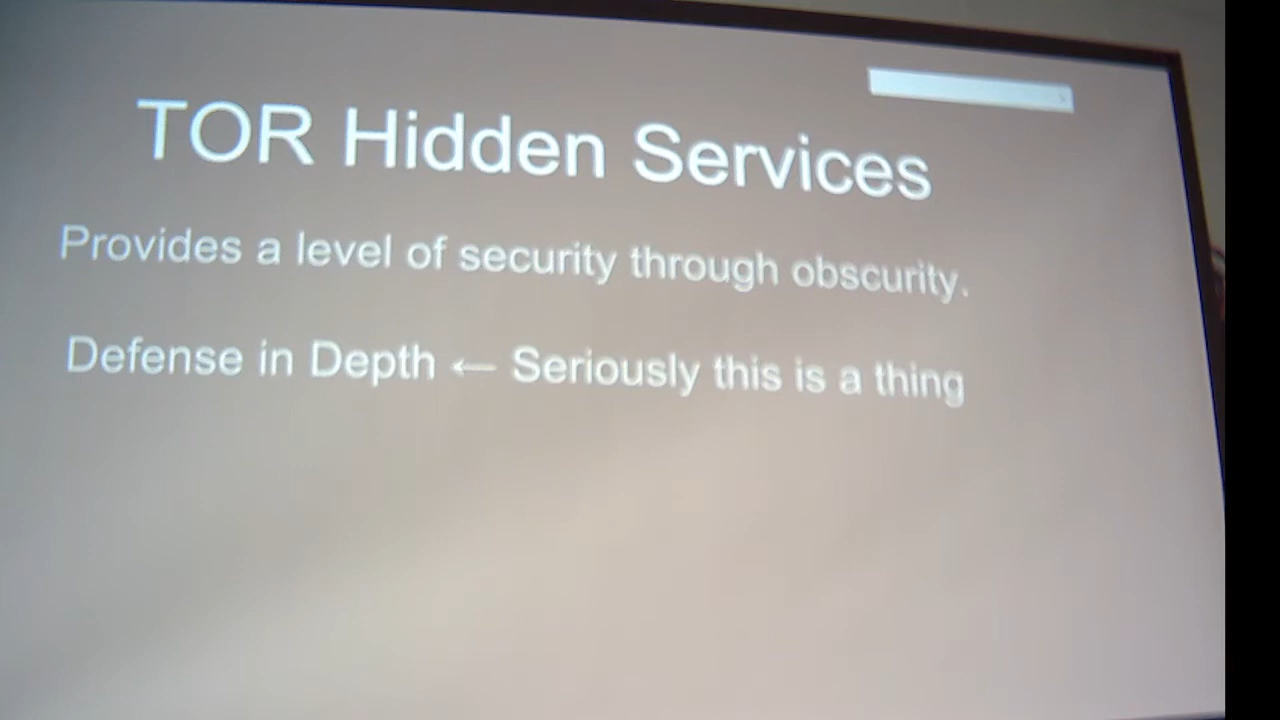 TOR Hidden Services
Provides a level of security through obscurity.
Defense in Depth ← Seriously this is a thing